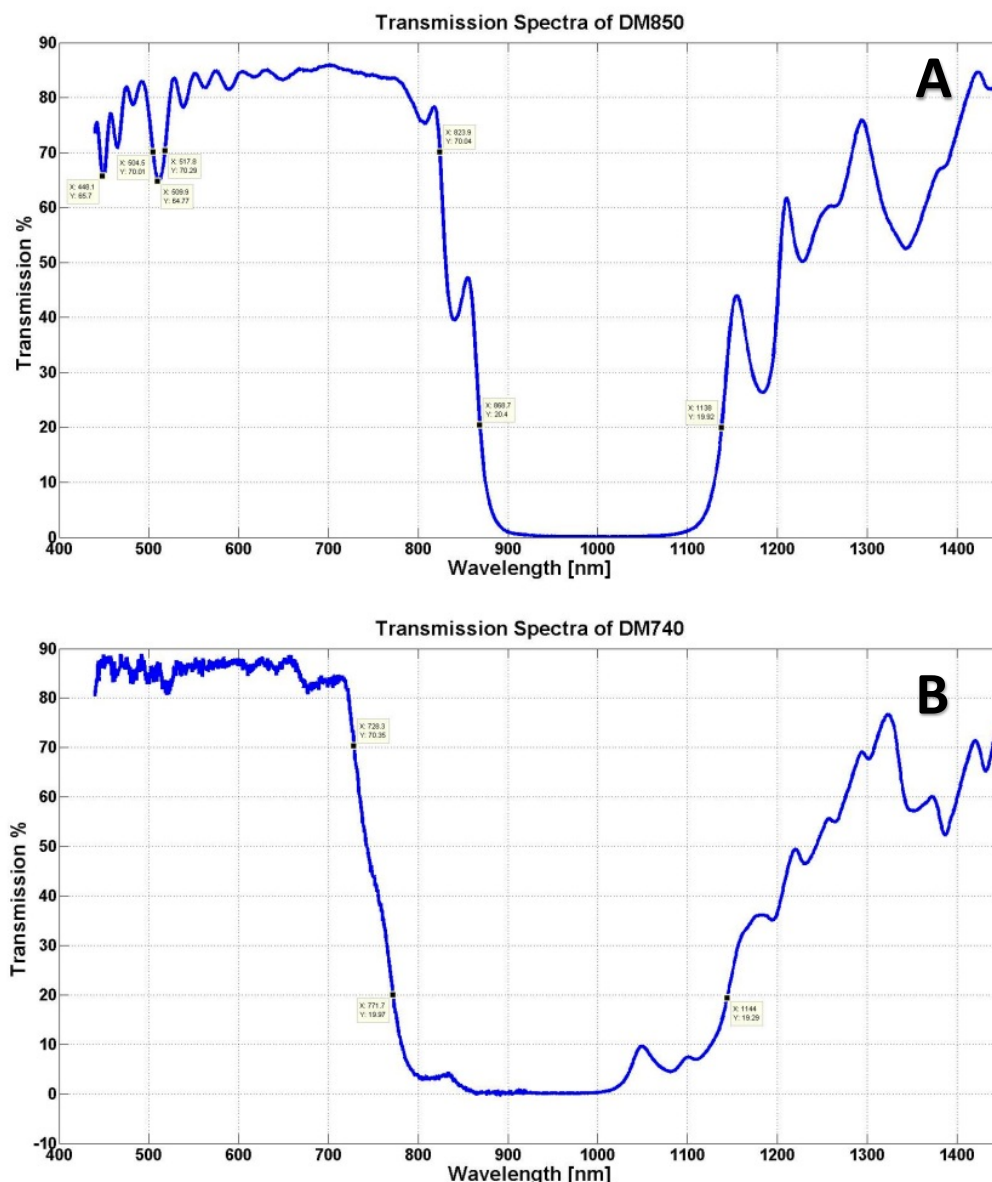 Transmission Spectra of DM850
A
90
80
70
60
50
40
30
20
10
0
Transmission %
X: 448.1
Y: 65.7
X: 504.5
Y: 70.01
X: 517.8
Y: 70.29
X: 509.9
Y: 64.77
X: 823.9
Y: 70.04
X: 868.7
Y: 20.4
X: 1138
Y: 19.92
400 500 600 700 800 900 1000 1100 1200 1300 1400
Wavelength [nm]
Transmission Spectra of DM740
B
90
80
70
60
50
40
30
20
10
0
-10
Transmission %
X: 728.3
Y: 70.35
X: 771.7
Y: 19.97
X: 1144
Y: 19.29
400 500 600 700 800 900 1000 1100 1200 1300 1400
Wavelength [nm]